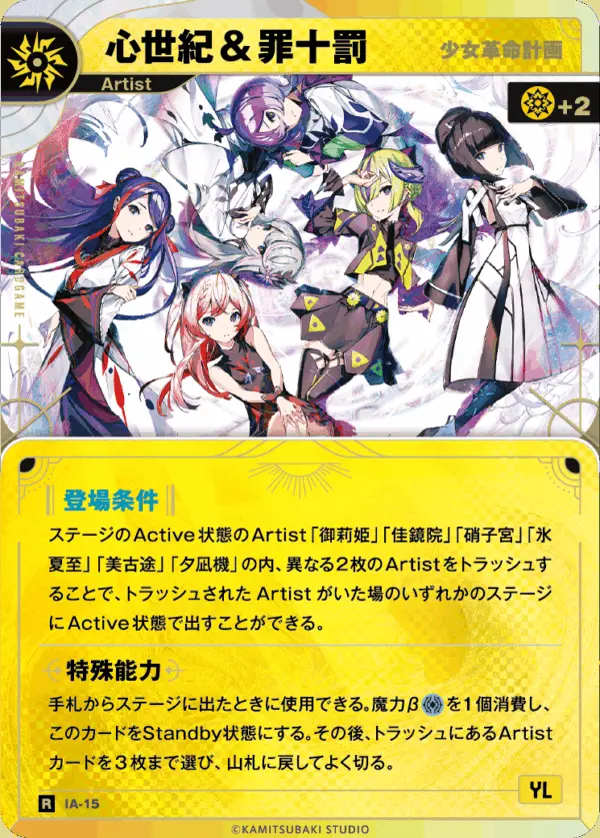 心世紀&罪十罰
少女革命計画
Artist
+2
KAMITSUBAKI CARD GAME
登場条件
ステージのActive状態のArtist「御莉姫」「佳鏡院」「硝子宮」「氷
夏至」「美古途」「夕凪機」の内、異なる2枚のArtistをトラッシュす
ることで、トラッシュされた Artist がいた場のいずれかのステージ
にActive状態で出すことができる。
特殊能力
手札からステージに出たときに使用できる。魔力βを1個消費し、
このカードをStandby状態にする。その後、トラッシュにあるArtist
カードを3枚まで選び、山札に戻してよく切る。
R IA-15
YL
©KAMITSUBAKI STUDIO